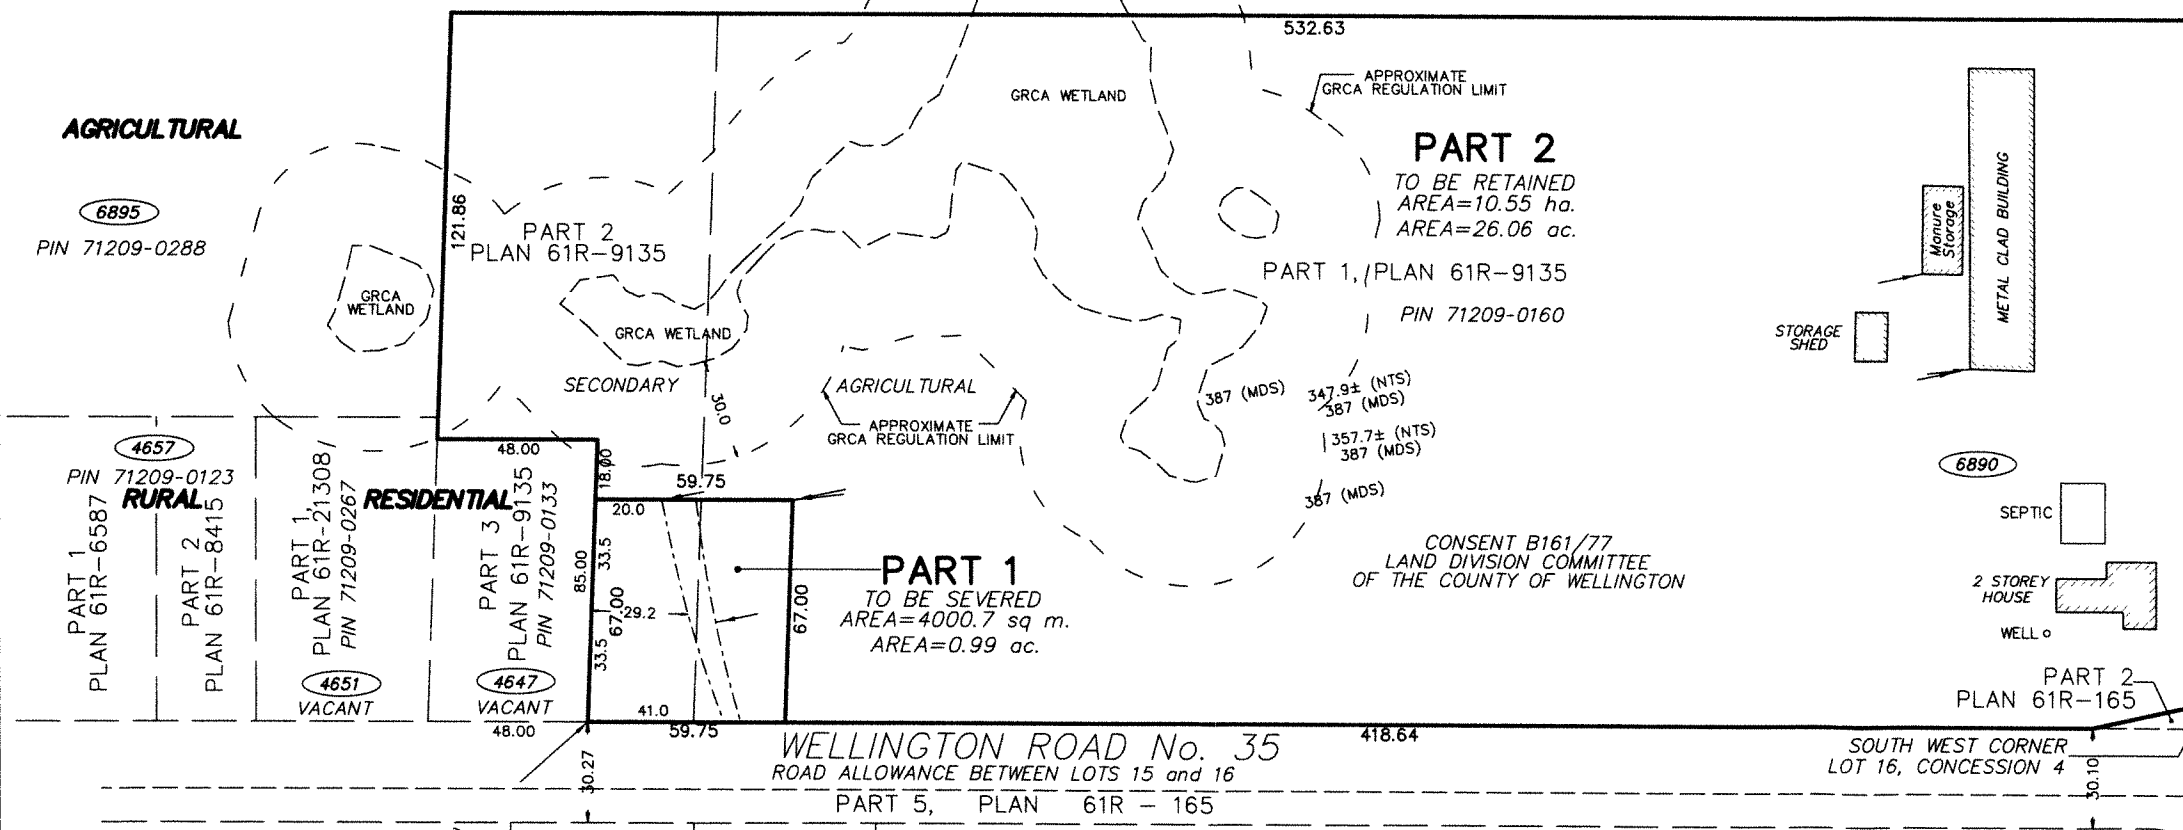 532.63
AGRICULTURAL
6895
PIN 71209-0288
GRCA
WETLAND
121.86
PART 2
PLAN 61R-9135
GRCA WETLAND
SECONDARY
30.0
GRCA WETLAND
AGRICULTURAL
APPROXIMATE
GRCA REGULATION LIMIT
APPROXIMATE
GRCA REGULATION LIMIT
PART 2
TO BE RETAINED
AREA=10.55 ha.
AREA=26.06 ac.
PART 1, PLAN 61R-9135
PIN 71209-0160
387 (MDS)
347.9± (NTS)
387 (MDS)
357.7± (NTS)
387 (MDS)
387 (MDS)
Manure
Storage
METAL CLAD BUILDING
STORAGE
SHED
6890
SEPTIC
2 STOREY
HOUSE
WELL
CONSENT B161/77
LAND DIVISION COMMITTEE
OF THE COUNTY OF WELLINGTON
4657
PIN 71209-0123
RURAL
RESIDENTIAL
PART 1
PLAN 61R-6587
PART 2
PLAN 61R-8415
PART 1,
PLAN 61R-21308
PIN 71209-0267
4651
VACANT
PART 3
PLAN 61R-9135
PIN 71209-0133
4647
VACANT
48.00
48.00
18.00
59.75
20.0
33.5
85.00
67.00
29.2
33.5
41.0
59.75
67.00
PART 1
TO BE SEVERED
AREA=4000.7 sq m.
AREA=0.99 ac.
418.64
PART 2
PLAN 61R-165
SOUTH WEST CORNER
LOT 16, CONCESSION 4
WELLINGTON ROAD No. 35
ROAD ALLOWANCE BETWEEN LOTS 15 and 16
PART 5, PLAN 61R - 165
30.27
30.10